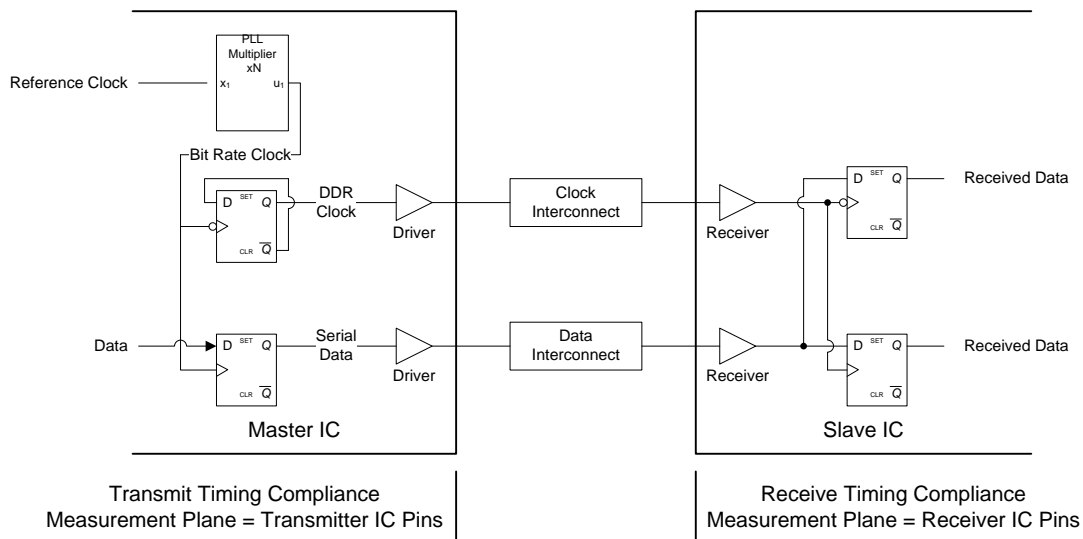 PLL
Multiplier
xN
Reference Clock
x1
u1
Bit Rate Clock
D SET Q
CLR Q
DDR
Clock
Driver
Clock
Interconnect
Receiver
D SET Q
CLR Q
Received Data
Data
D SET Q
CLR Q
Serial
Data
Driver
Data
Interconnect
Receiver
D SET Q
CLR Q
Received Data
Master IC
Slave IC
Transmit Timing Compliance
Measurement Plane = Transmitter IC Pins
Receive Timing Compliance
Measurement Plane = Receiver IC Pins